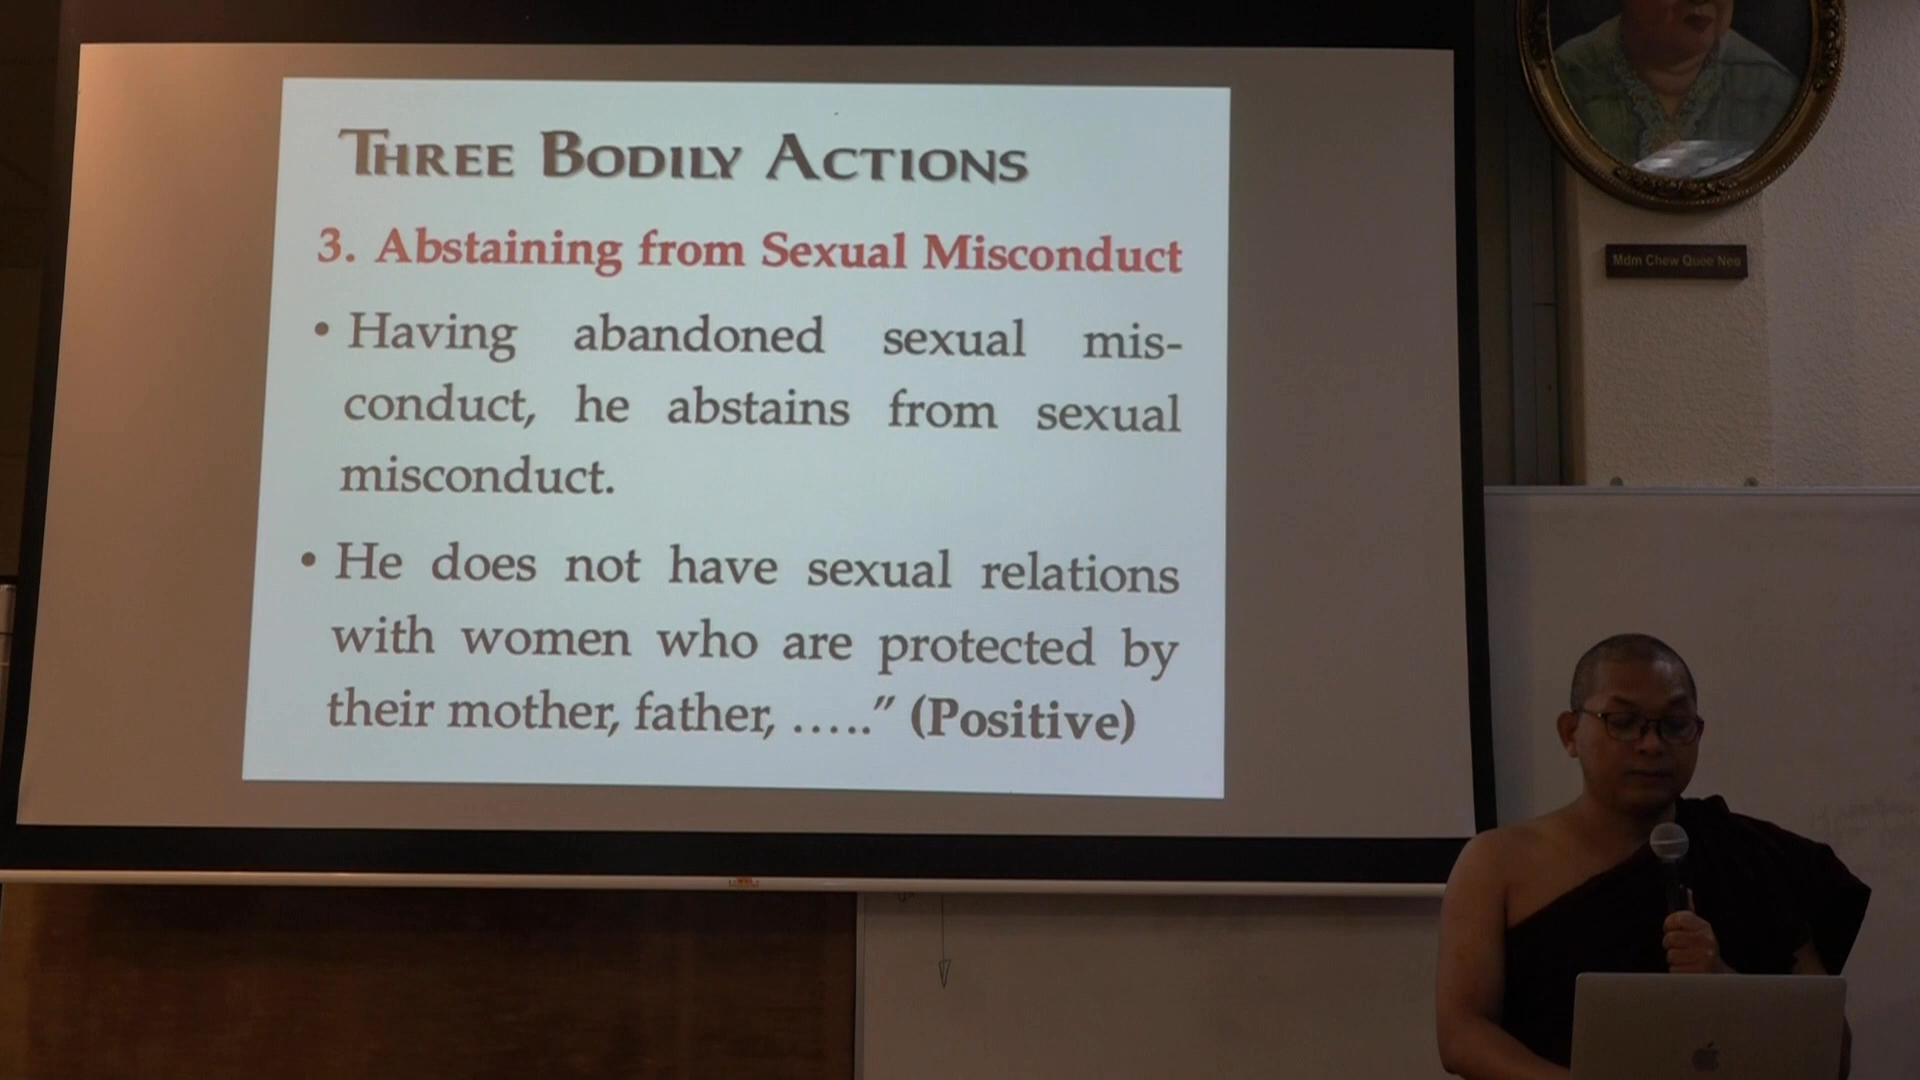 THREE BODILY ACTIONS
3. Abstaining from Sexual Misconduct
• Having abandoned sexual mis-
conduct, he abstains from sexual
misconduct.
• He does not have sexual relations
with women who are protected by
their mother, father, .....” (Positive)
Mdm Chew Quee Neo